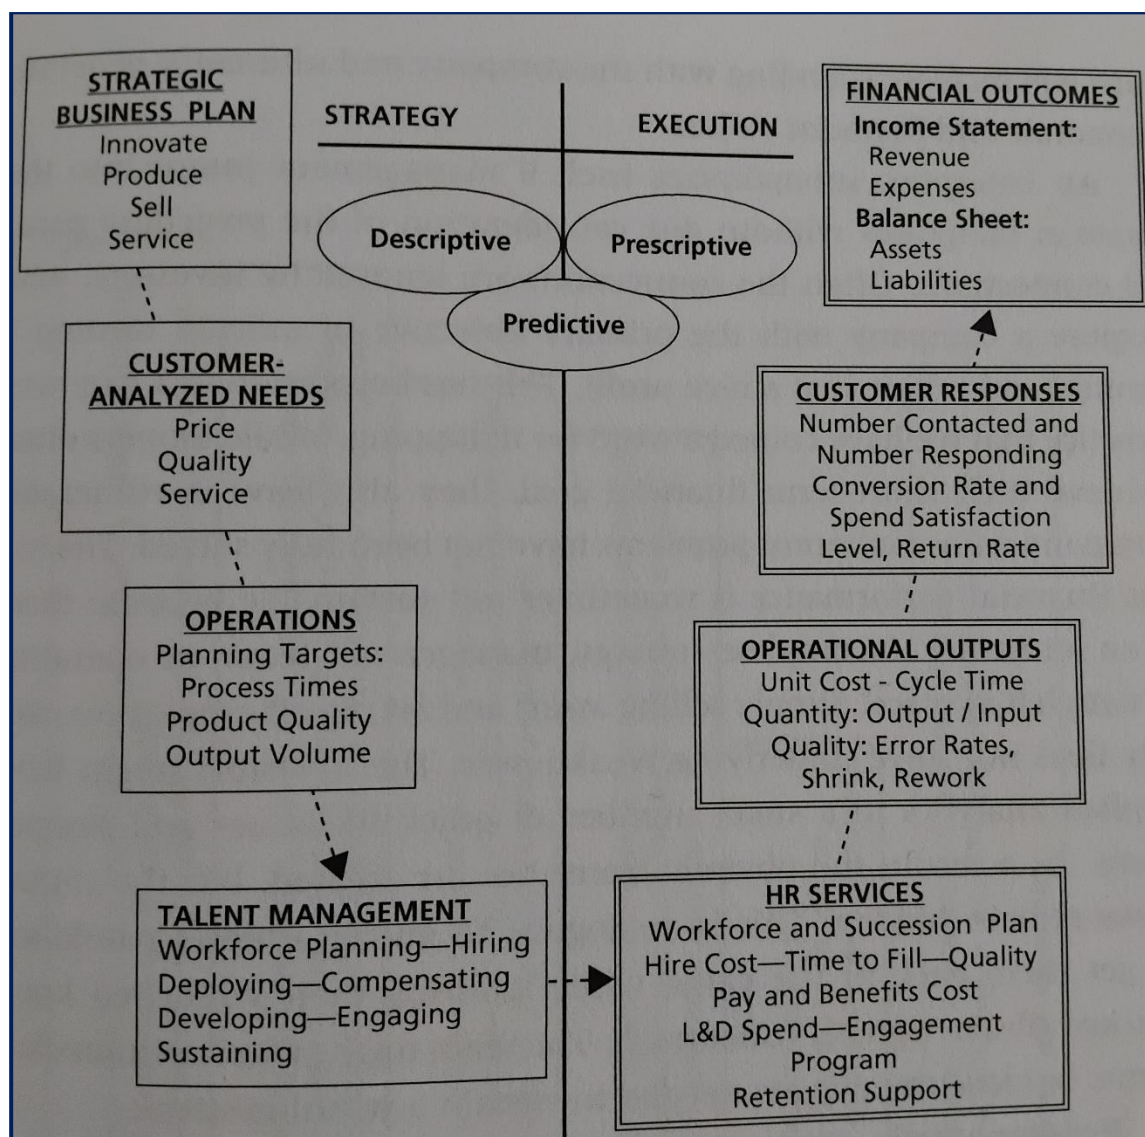 STRATEGIC
BUSINESS PLAN
Innovate
Produce
Sell
Service
STRATEGY
EXECUTION
FINANCIAL OUTCOMES
Income Statement:
Revenue
Expenses
Balance Sheet:
Assets
Liabilities
Descriptive
Prescriptive
Predictive
CUSTOMER-
ANALYZED NEEDS
Price
Quality
Service
CUSTOMER RESPONSES
Number Contacted and
Number Responding
Conversion Rate and
Spend Satisfaction
Level, Return Rate
OPERATIONS
Planning Targets:
Process Times
Product Quality
Output Volume
OPERATIONAL OUTPUTS
Unit Cost - Cycle Time
Quantity: Output / Input
Quality: Error Rates,
Shrink, Rework
TALENT MANAGEMENT
Workforce Planning—Hiring
Deploying—Compensating
Developing—Engaging
Sustaining
HR SERVICES
Workforce and Succession Plan
Hire Cost—Time to Fill—Quality
Pay and Benefits Cost
L&D Spend—Engagement
Program
Retention Support